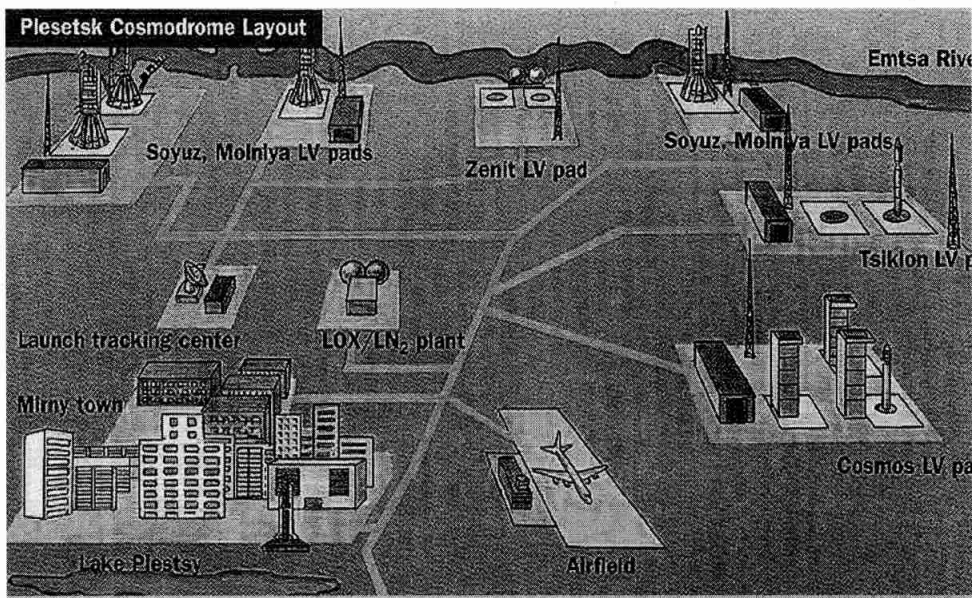 Plesetsk Cosmodrome Layout
Emtsa Rive
Soyuz, Molniya LV pads
Zenit LV pad
Soyuz, Molniya LV pads
Tsiklon LV p
Launch tracking center
LOX/LN₂ plant
Mirny town
Cosmos LV pa
Lake Plestsy
Airfield